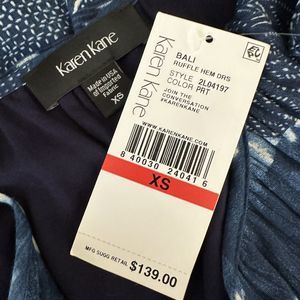 Karen Kane
Made in USA
of Imported
Fabric
XS
Karen Kane
BALI
RUFFLE HEM DRS
STYLE 2L04197
COLOR PRT
JOIN THE
CONVERSATION
#KARENKANE
WWW.KARENKANE.COM
8 40030 24041 6
XS
MFG SUGG RETAIL
$139.00